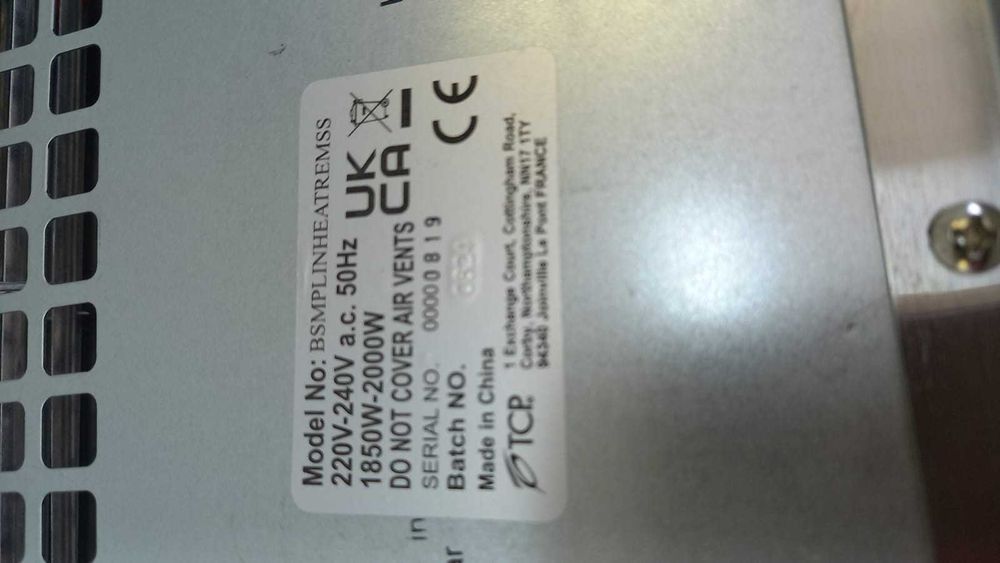 Model No: BSMPLINHEATREMSS
220V-240V a.c. 50Hz
1850W-2000W
UK
CA
DO NOT COVER AIR VENTS
SERIAL NO. 00000819
Batch NO.
Made in China
CE
TCP
1 Exchange Court, Cottingham Road,
Corby, Northamptonshire, NN17 1TY
94340 Joinville Le Pont FRANCE
in
ar